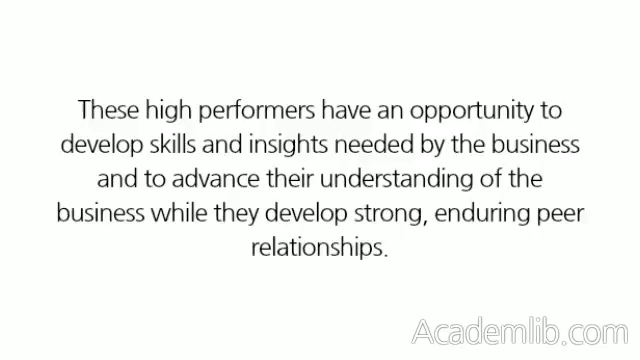 These high performers have an opportunity to
develop skills and insights needed by the business
and to advance their understanding of the
business while they develop strong, enduring peer
relationships.
Academlib.com